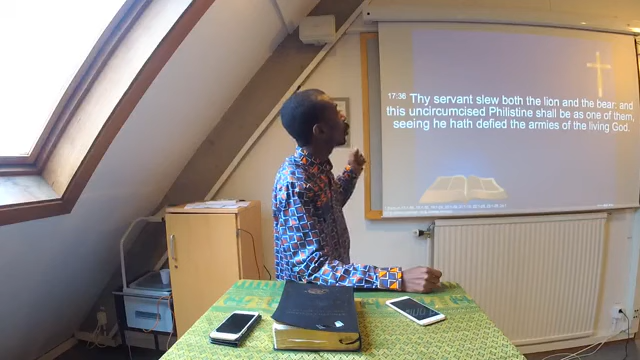 17:36 Thy servant slew both the lion and the bear: and
this uncircumcised Philistine shall be as one of them,
seeing he hath defied the armies of the living God.